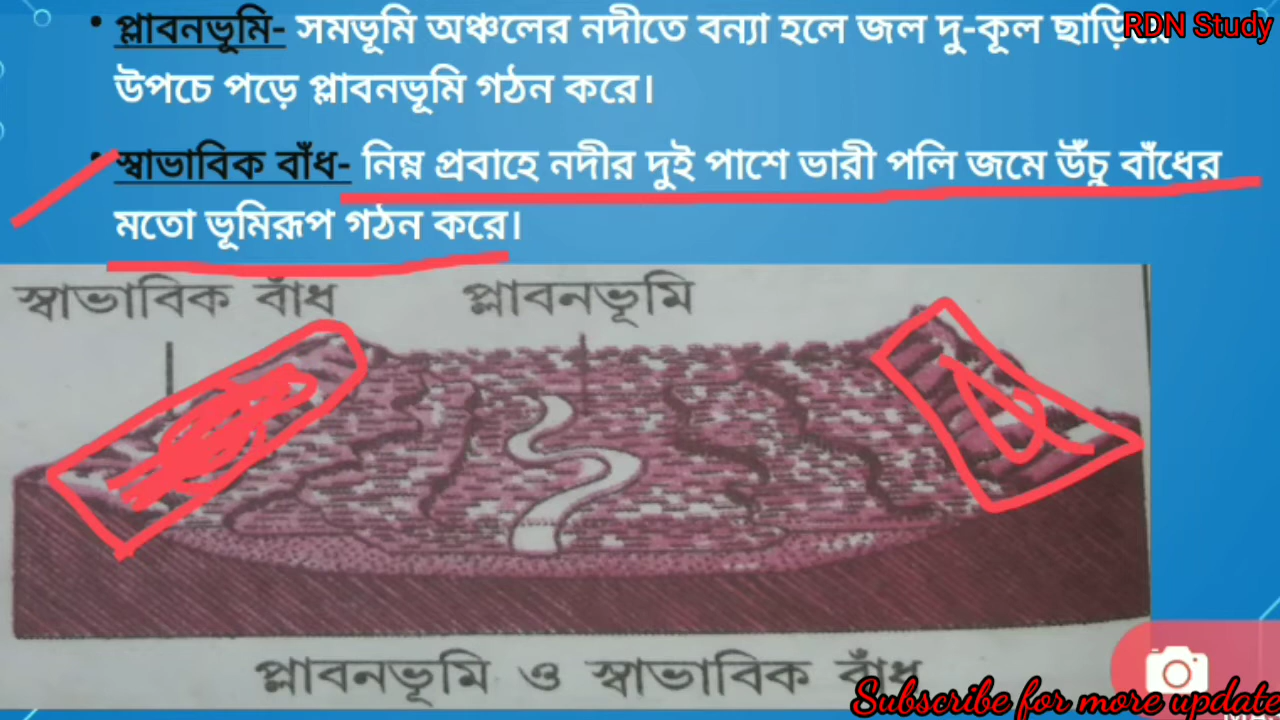 • প্লাবনভূমি- সমভূমি অঞ্চলের নদীতে বন্যা হলে জল দু-কূল ছাড়িয়ে
RDN Study
উপচে পড়ে প্লাবনভূমি গঠন করে।
• স্বাভাবিক বাঁধ- নিম্ন প্রবাহে নদীর দুই পাশে ভারী পলি জমে উঁচু বাঁধের
মতো ভূমিরূপ গঠন করে।
স্বাভাবিক বাঁধ প্লাবনভূমি
প্লাবনভূমি ও স্বাভাবিক বাঁধ
Subscribe for more update